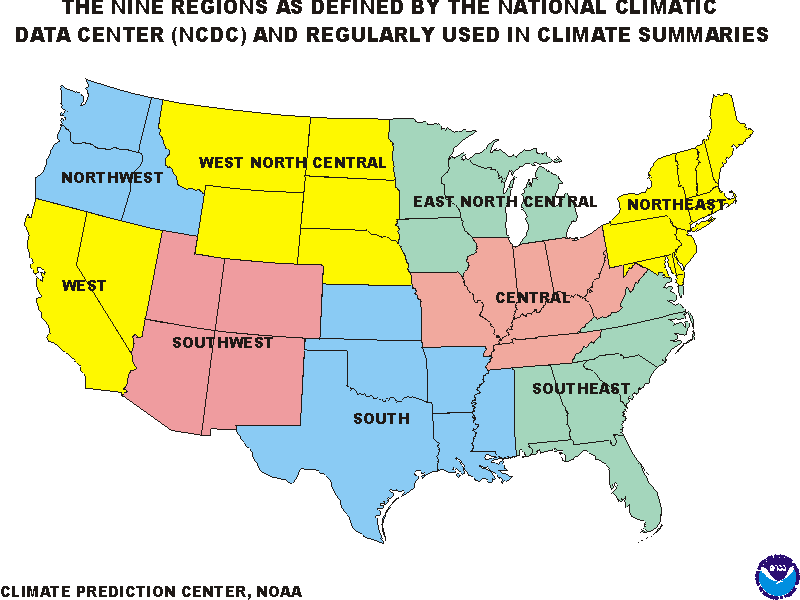 THE NINE REGIONS AS DEFINED BY THE NATIONAL CLIMATIC
DATA CENTER (NCDC) AND REGULARLY USED IN CLIMATE SUMMARIES
NORTHWEST
WEST NORTH CENTRAL
EAST NORTH CENTRAL
NORTHEAST
WEST
CENTRAL
SOUTHWEST
SOUTHEAST
SOUTH
CLIMATE PREDICTION CENTER, NOAA